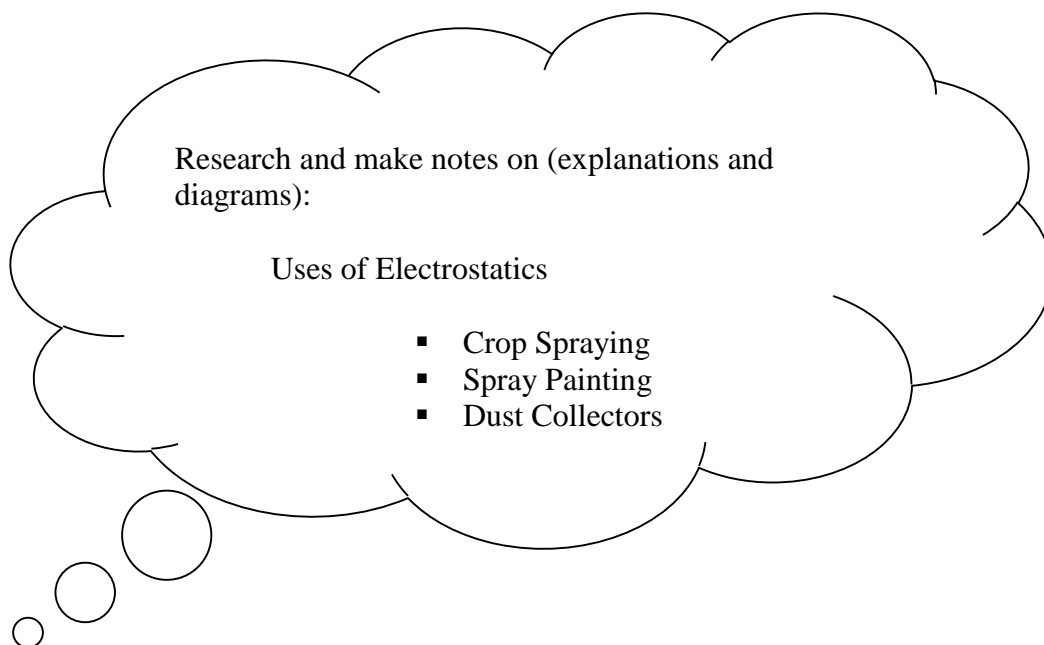 Research and make notes on (explanations and
diagrams):
Uses of Electrostatics
▪ Crop Spraying
▪ Spray Painting
▪ Dust Collectors